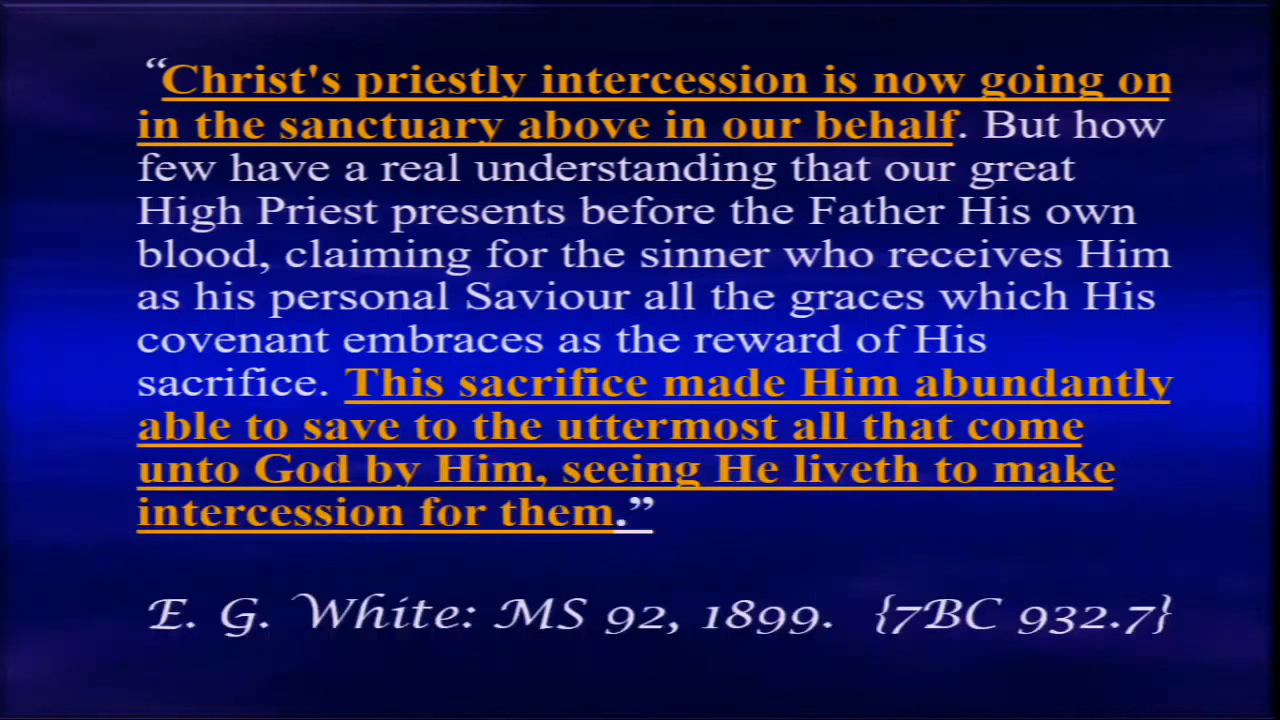 “Christ's priestly intercession is now going on
in the sanctuary above in our behalf. But how
few have a real understanding that our great
High Priest presents before the Father His own
blood, claiming for the sinner who receives Him
as his personal Saviour all the graces which His
covenant embraces as the reward of His
sacrifice. This sacrifice made Him abundantly
able to save to the uttermost all that come
unto God by Him, seeing He liveth to make
intercession for them.”
E. G. White: MS 92, 1899. {7BC 932.7}